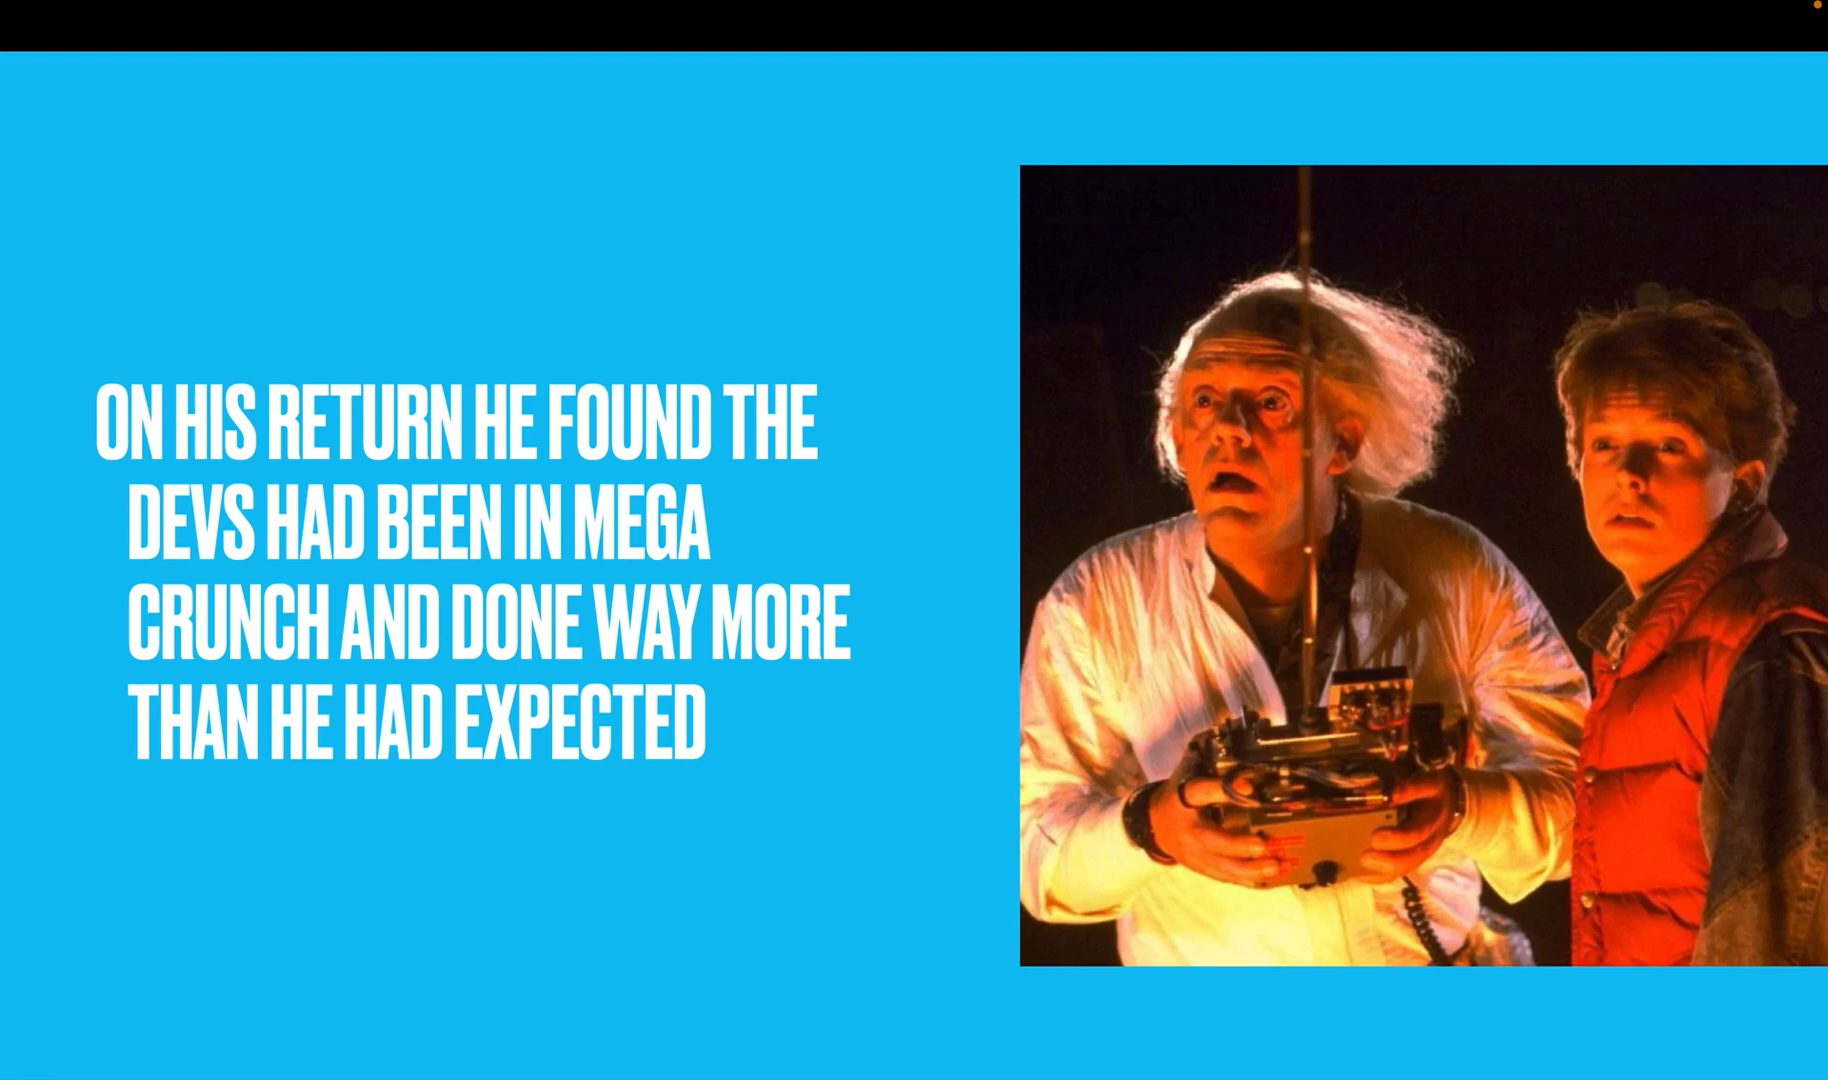 ON HIS RETURN HE FOUND THE
DEVS HAD BEEN IN MEGA
CRUNCH AND DONE WAY MORE
THAN HE HAD EXPECTED